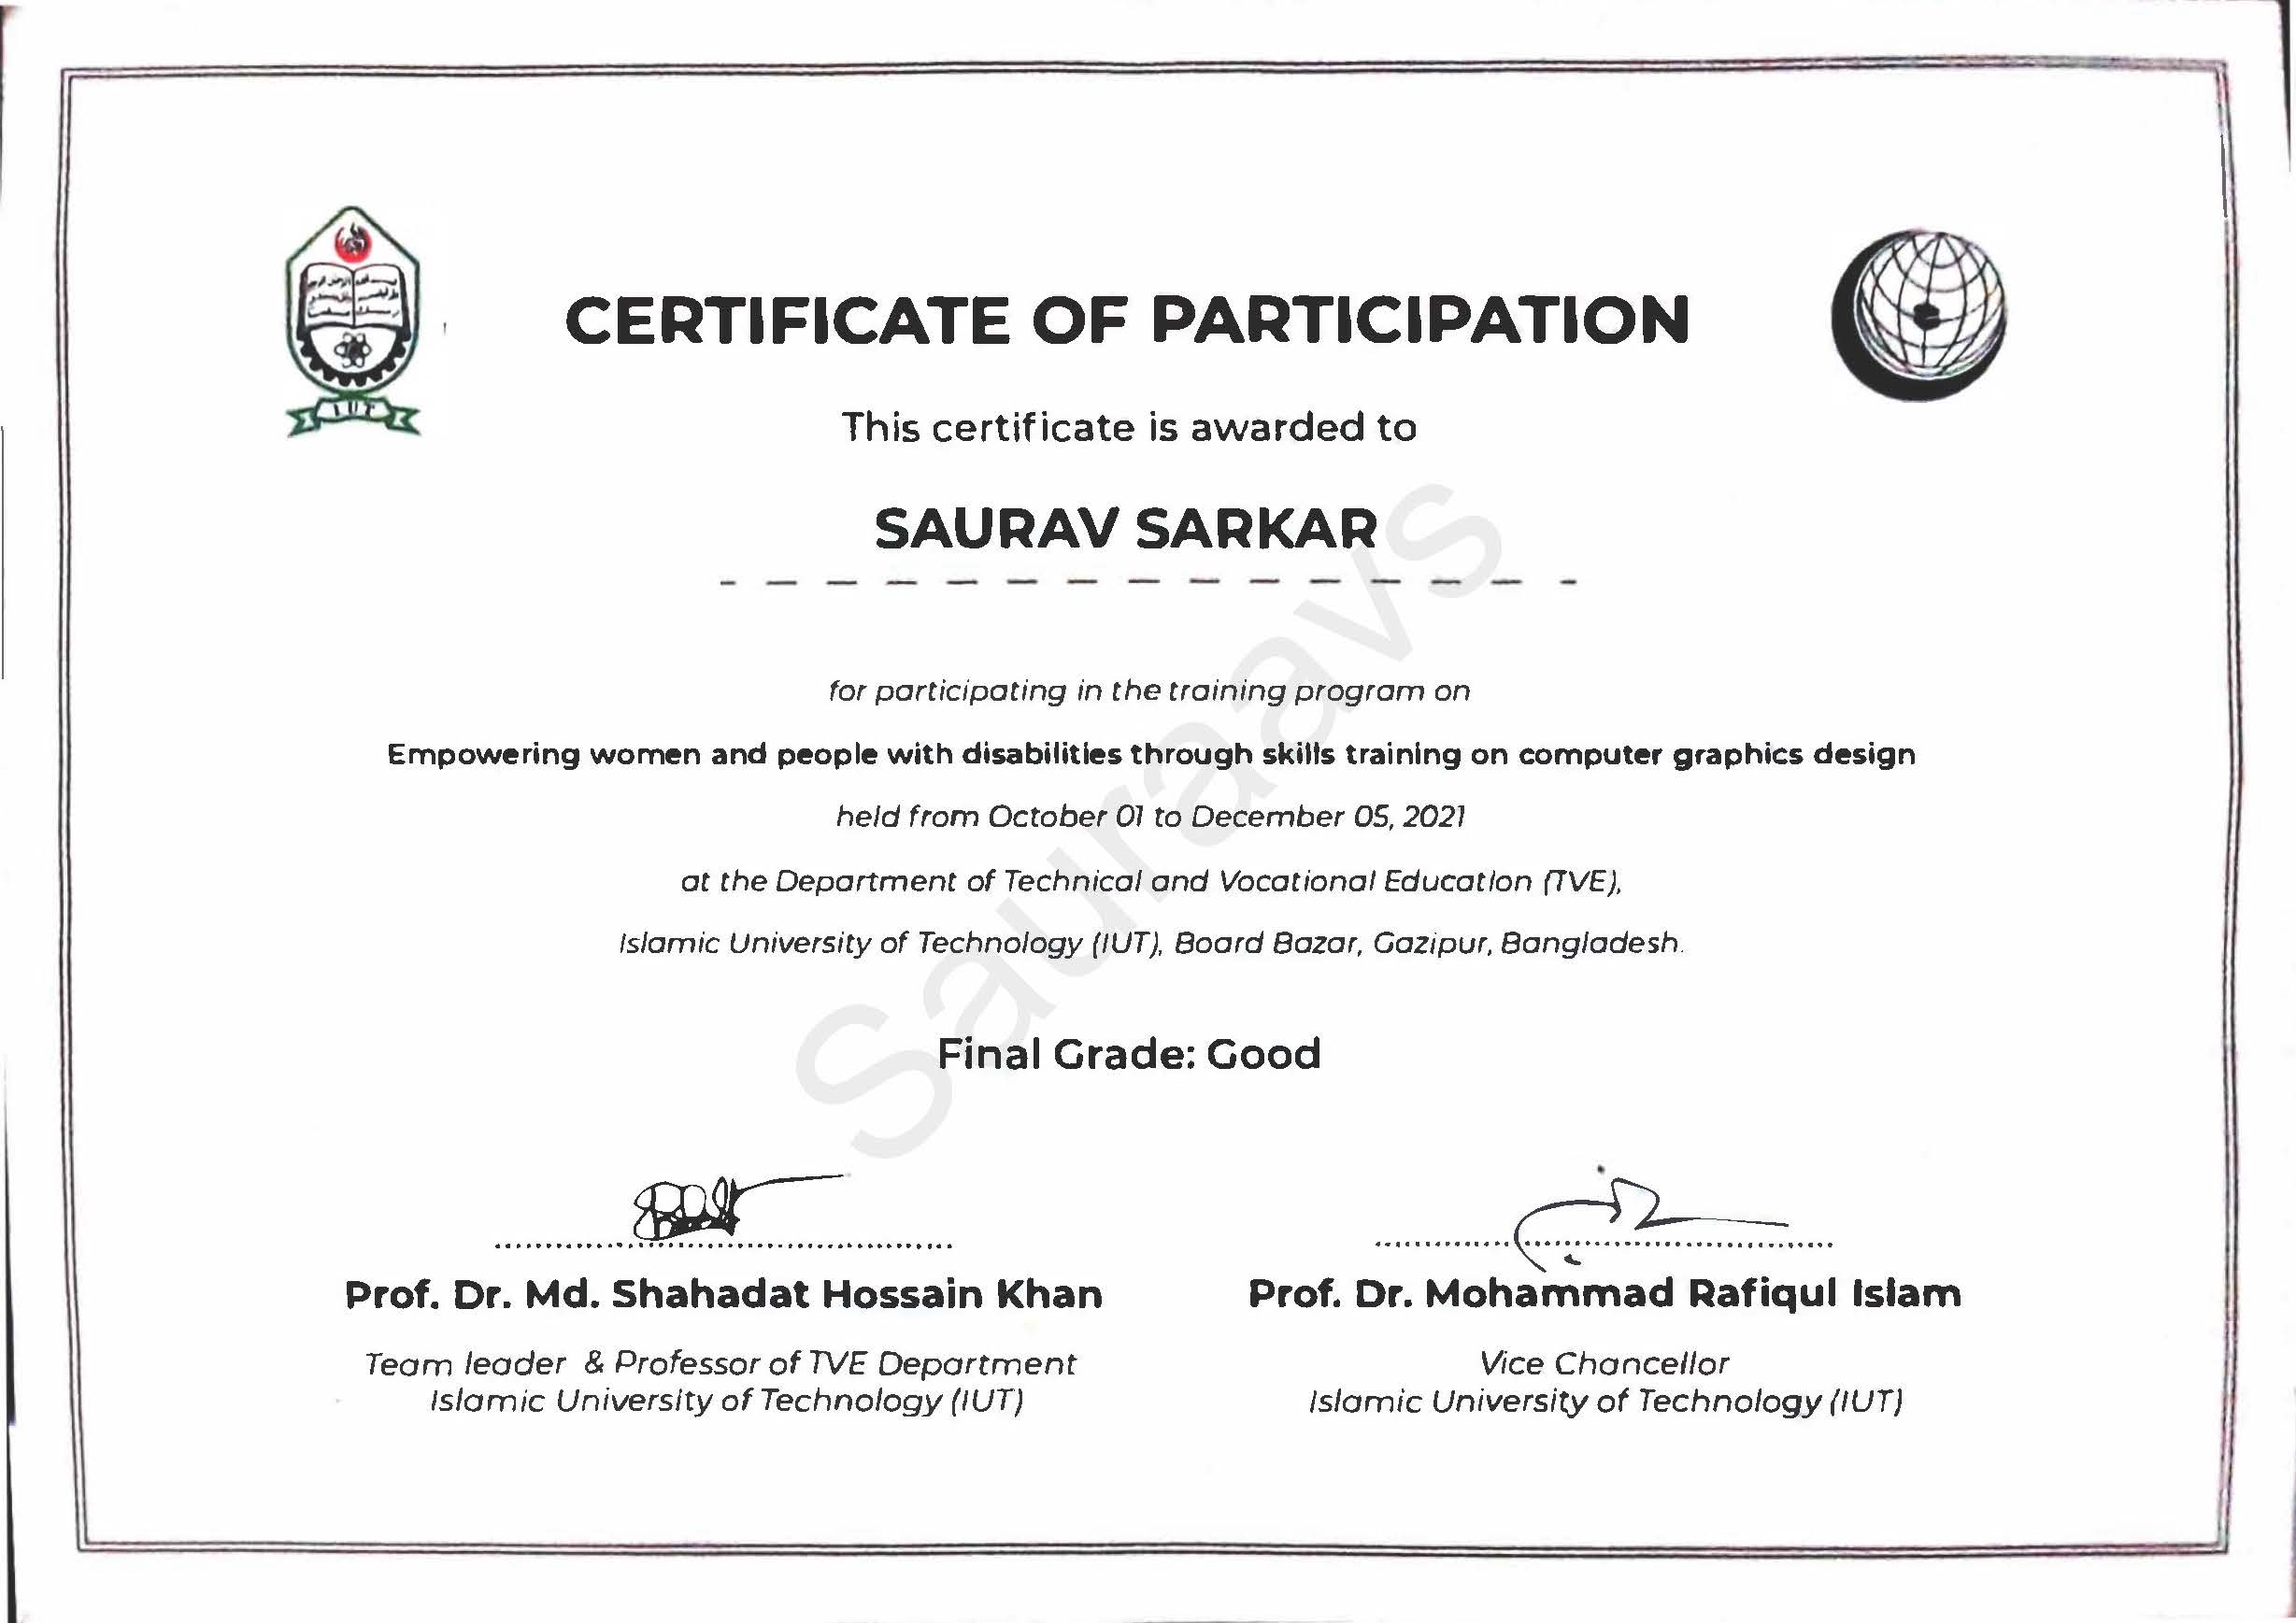 IUT
CERTIFICATE OF PARTICIPATION
This certificate is awarded to
SAURAV SARKAR
for participating in the training program on
Empowering women and people with disabilities through skills training on computer graphics design
held from October 01 to December 05, 2021
at the Department of Technical and Vocational Education (TVE),
Islamic University of Technology (IUT), Board Bazar, Gazipur, Bangladesh.
Final Grade: Good
Sauraavs
Prof. Dr. Md. Shahadat Hossain Khan
Team leader & Professor of TVE Department
Islamic University of Technology (IUT)
Prof. Dr. Mohammad Rafiqul Islam
Vice Chancellor
Islamic University of Technology (IUT)